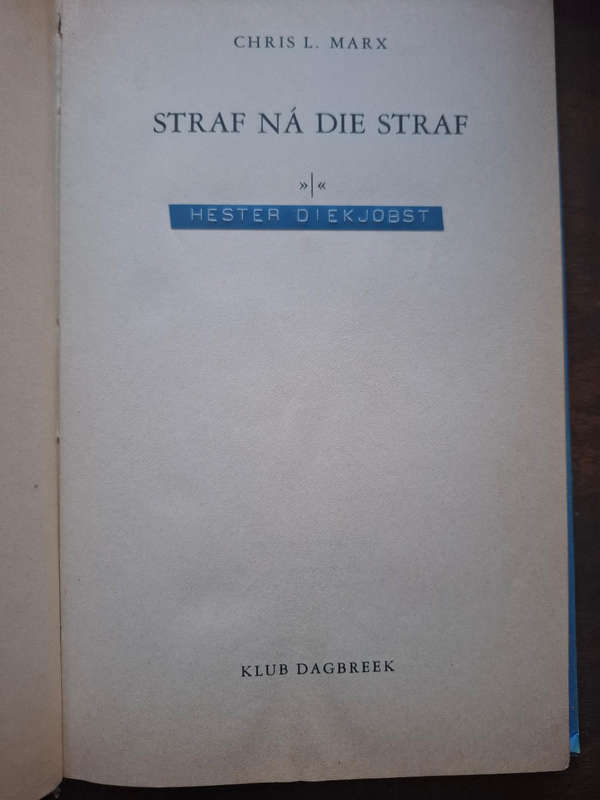 CHRIS L. MARX
STRAF NÁ DIE STRAF
»|«
HESTER DIEKJOBST
KLUB DAGBREEK